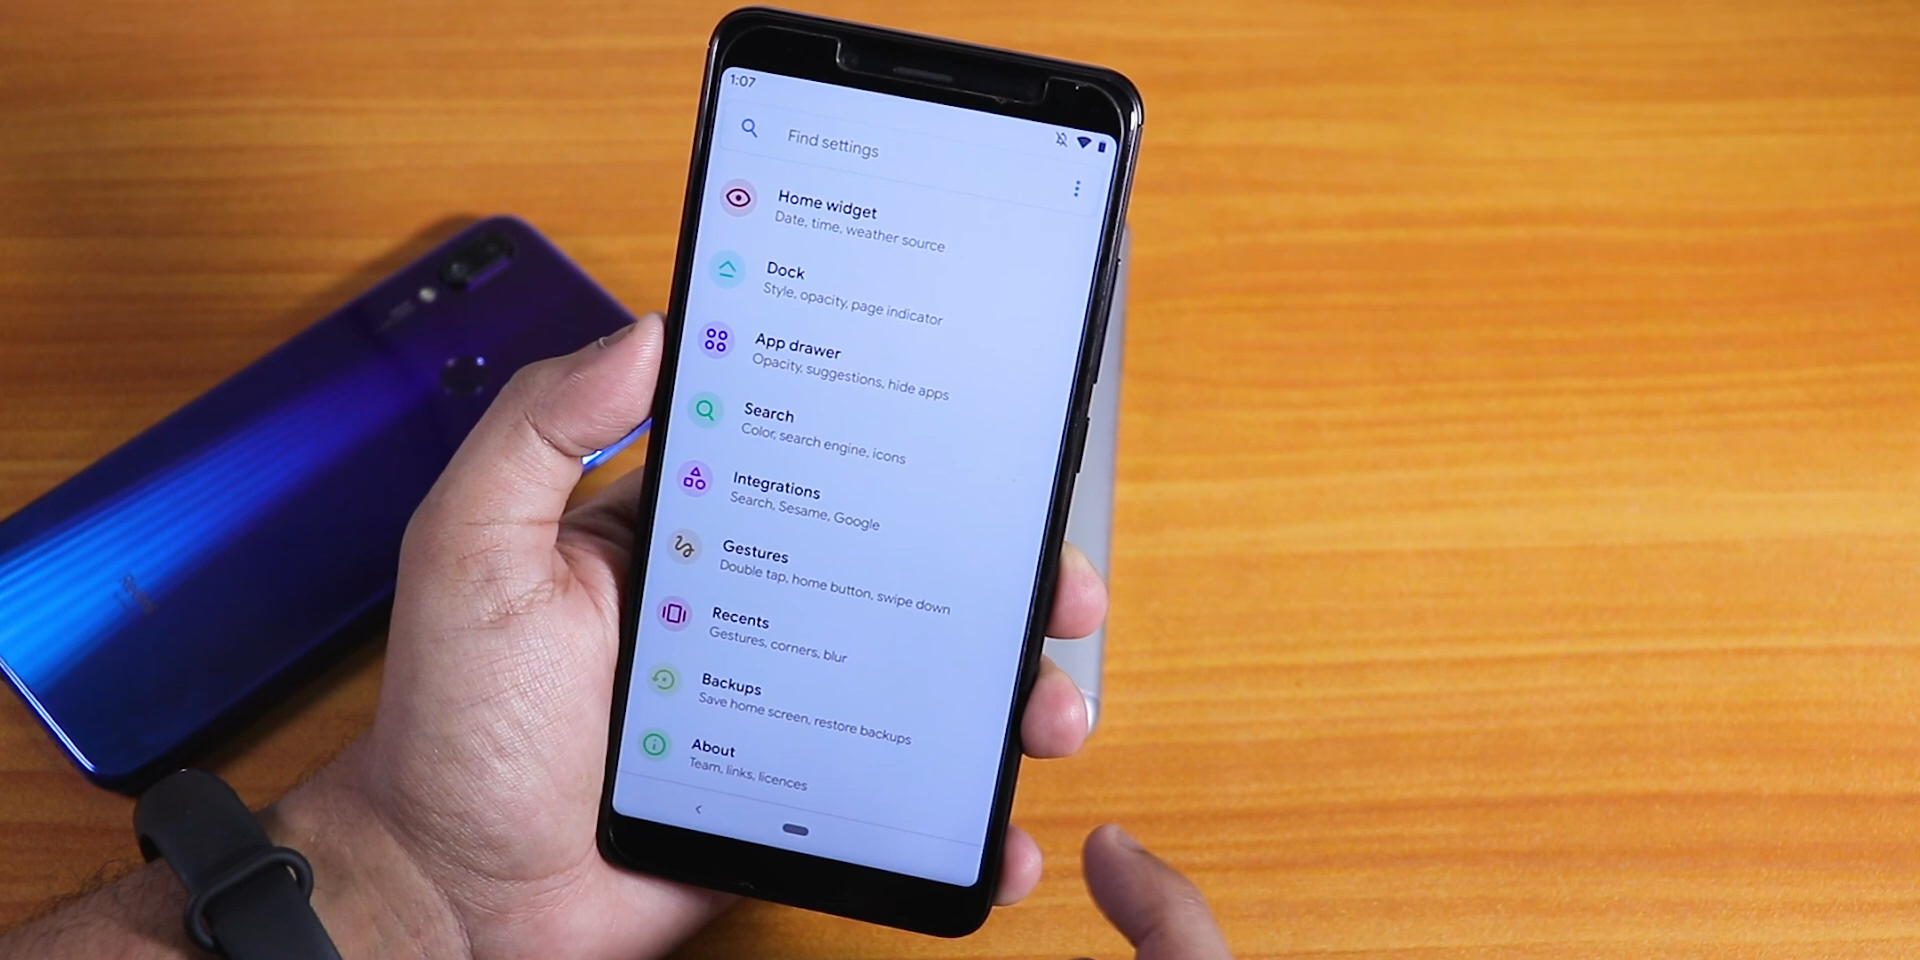 1:07
Find settings
Home widget
Date, time, weather source
Dock
Style, opacity, page indicator
App drawer
Opacity, suggestions, hide apps
Search
Color, search engine, icons
Integrations
Search, Sesame, Google
Gestures
Double tap, home button, swipe down
Recents
Gestures, corners, blur
Backups
Save home screen, restore backups
About
Team, links, licences
Redmi